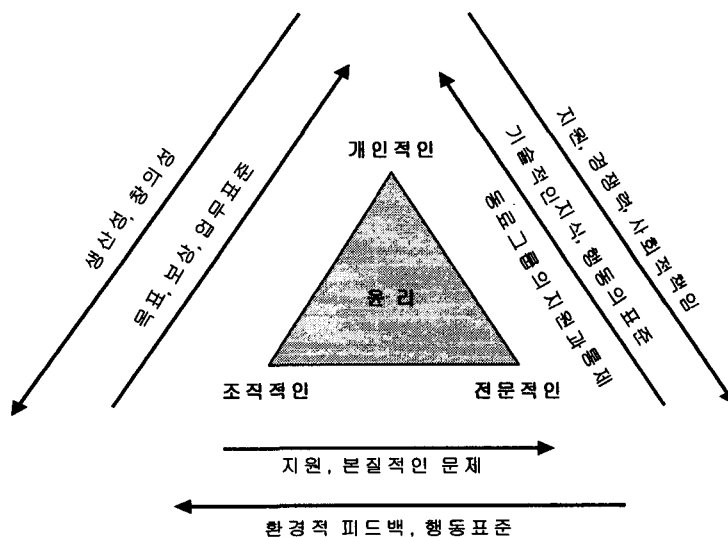 개인적인
생산성, 창의성
목표, 보상, 업무표준
지원, 경쟁력, 사회적책임
기술적인지식, 행동의 표준
동료그룹의 지원과통제
윤 리
조직적인
전문적인
지원, 본질적인 문제
환경적 피드백, 행동표준